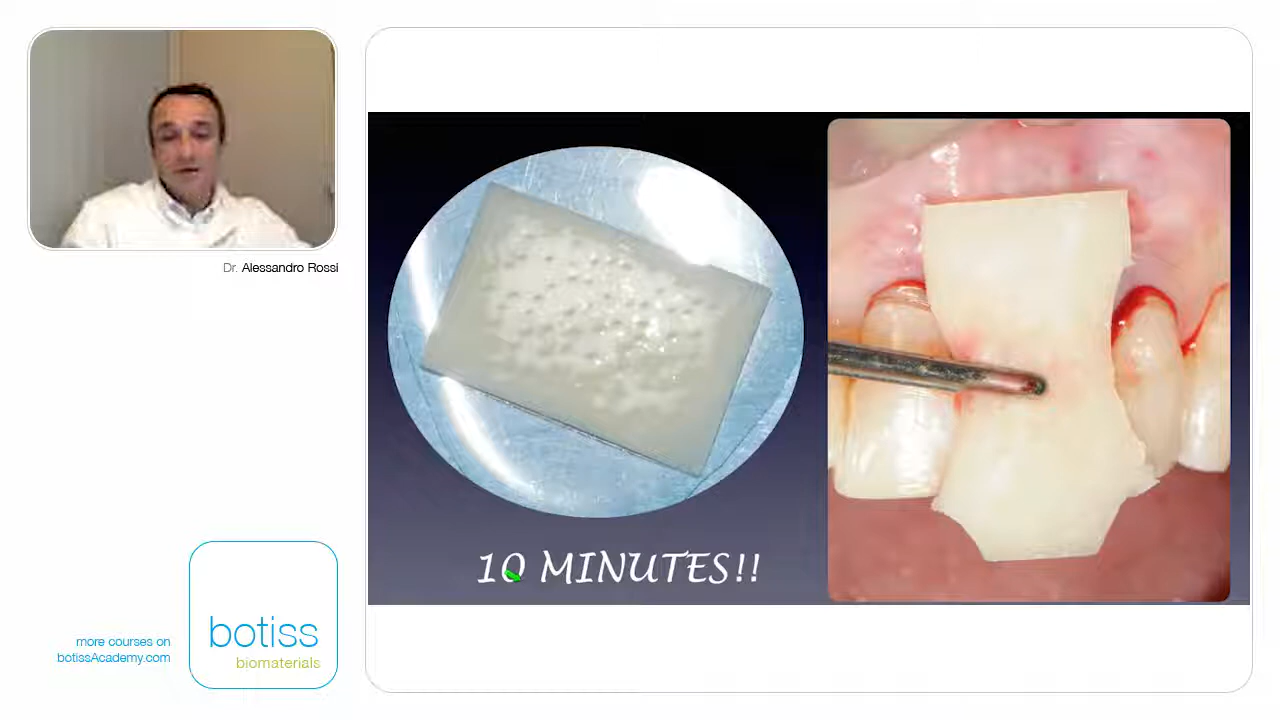 Dr. Alessandro Rossi
10 MINUTES!!
more courses on
botissAcademy.com
botiss
biomaterials